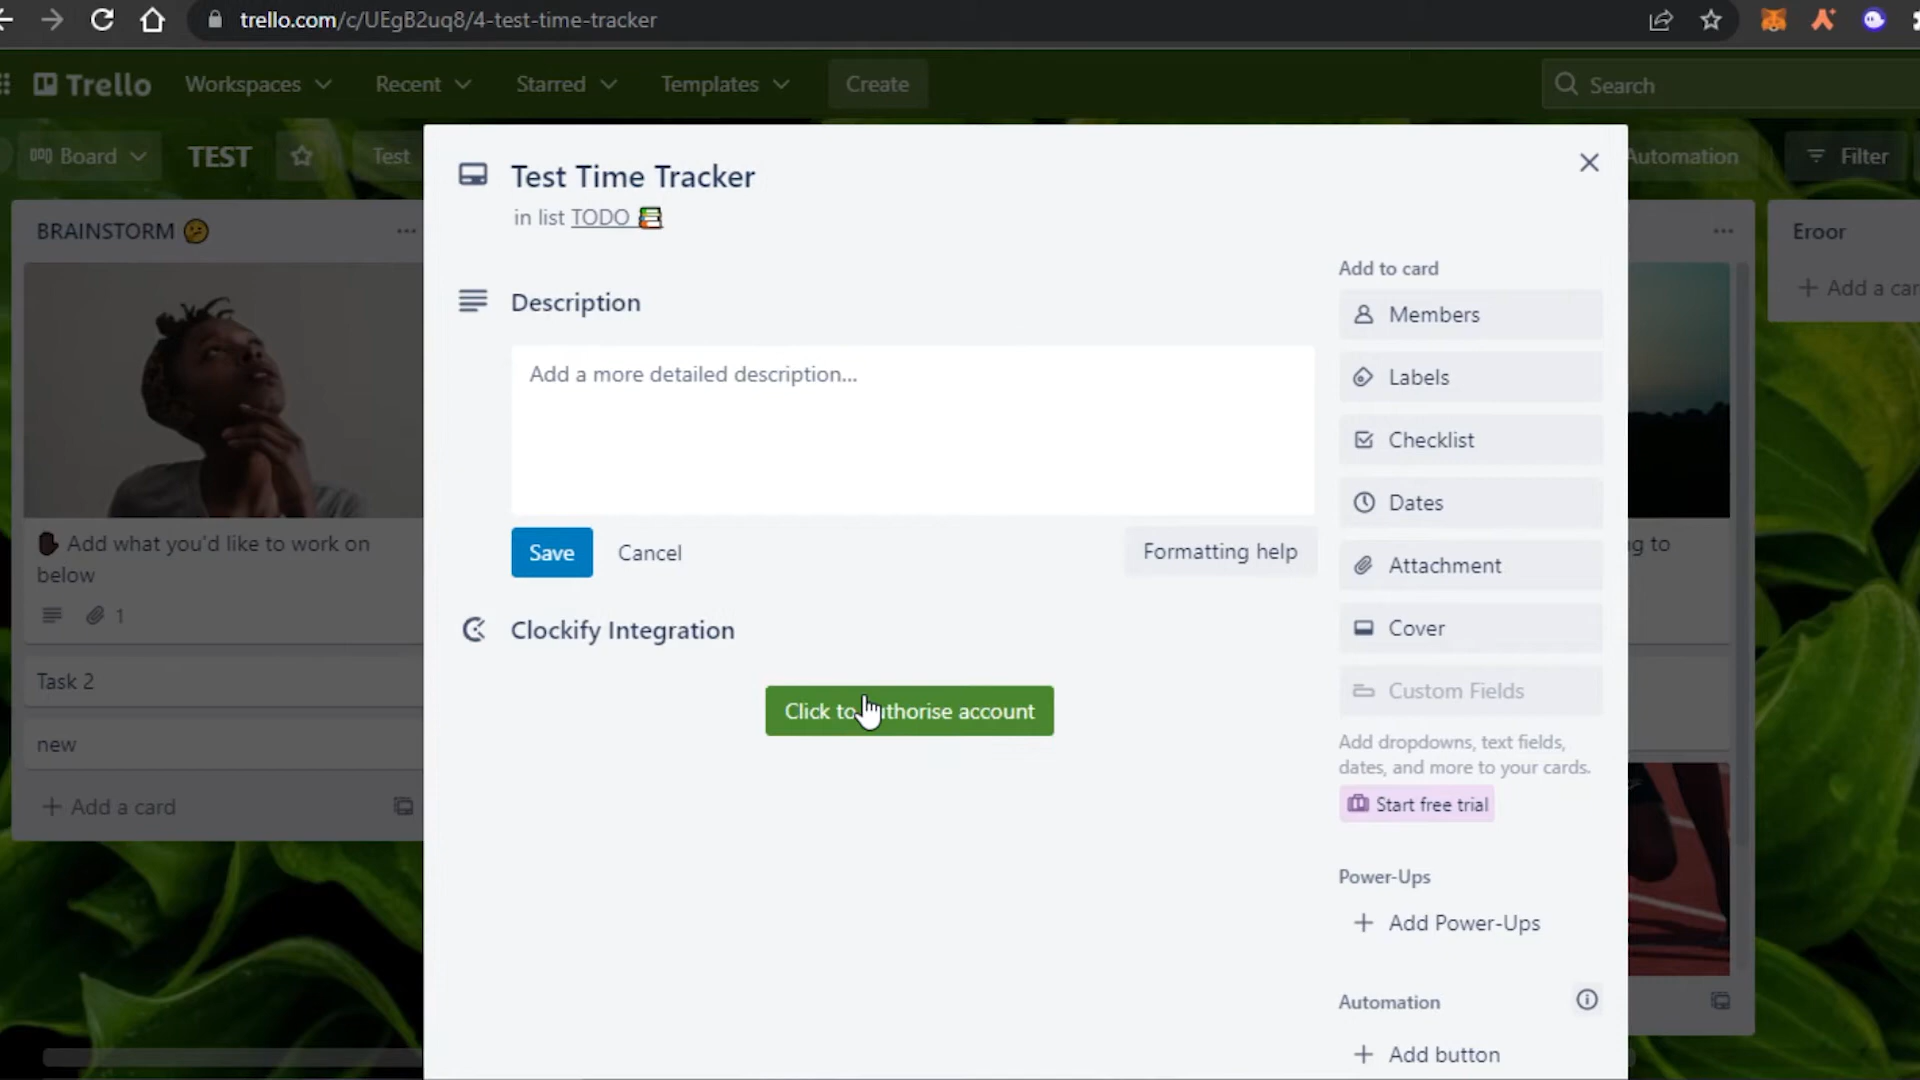 trello.com/c/UEgB2uq8/4-test-time-tracker
Trello Workspaces Recent Starred Templates Create Search
Board TEST Test Automation Filter
BRAINSTORM
Add what you'd like to work on
below
1
Task 2
new
+ Add a card
Test Time Tracker
in list TODO
Description
Add a more detailed description...
Save Cancel Formatting help
Clockify Integration
Click to authorise account
Add to card
Members
Labels
Checklist
Dates
Attachment
Cover
Custom Fields
Add dropdowns, text fields,
dates, and more to your cards.
Start free trial
Power-Ups
+ Add Power-Ups
Automation
+ Add button
to
Eroor
+ Add a car